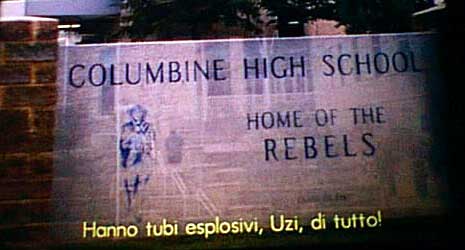 COLUMBINE HIGH SCHOOL
HOME OF THE
REBELS
Hanno tubi esplosivi, Uzi, di tutto!